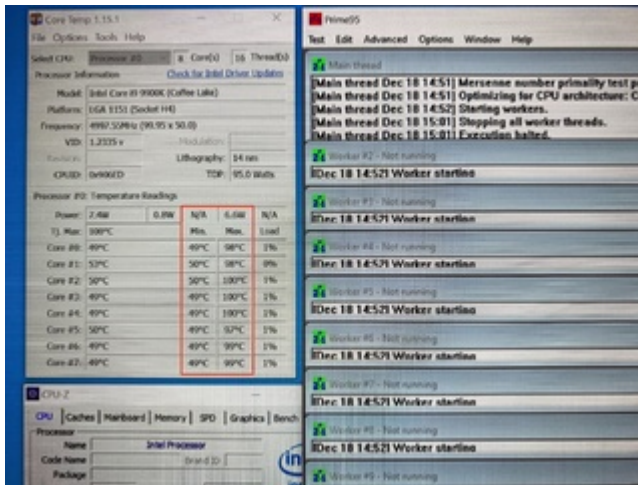 Core Temp 1.15.1
File Options Tools Help
Select CPU: Processor #0 8 Core(s) 16 Thread(s)
Processor Information Check for Intel Driver Updates
Model: Intel Core i9 9900K (Coffee Lake)
Platform: LGA 1151 (Socket H4)
Frequency: 4997.55MHz (99.95 x 50.0)
VID: 1.2335 v Modulation:
Revision: Lithography: 14 nm
CPUID: 0x906ED TDP: 95.0 Watts
Processor #0: Temperature Readings
Power: 7.4W 0.8W N/A 6.6W N/A
Tj. Max: 100°C Min. Max. Load
Core #0: 49°C 49°C 98°C 1%
Core #1: 53°C 50°C 98°C 0%
Core #2: 50°C 50°C 100°C 1%
Core #3: 49°C 49°C 100°C 1%
Core #4: 49°C 49°C 100°C 1%
Core #5: 50°C 49°C 97°C 1%
Core #6: 49°C 49°C 99°C 1%
Core #7: 49°C 49°C 99°C 1%
CPU-Z
CPU Caches Mainboard Memory SPD Graphics Bench
Processor
Name Intel Processor
Code Name Brand ID
Package
in
Prime95
Test Edit Advanced Options Window Help
Main thread
[Main thread Dec 18 14:51] Mersenne number primality test p
[Main thread Dec 18 14:51] Optimizing for CPU architecture: C
[Main thread Dec 18 14:52] Starting workers.
[Main thread Dec 18 15:01] Stopping all worker threads.
[Main thread Dec 18 15:01] Execution halted.
Worker #2 - Not running
[Dec 18 14:52] Worker starting
Worker #3 - Not running
[Dec 18 14:52] Worker starting
Worker #4 - Not running
[Dec 18 14:52] Worker starting
Worker #5 - Not running
[Dec 18 14:52] Worker starting
Worker #6 - Not running
[Dec 18 14:52] Worker starting
Worker #7 - Not running
[Dec 18 14:52] Worker starting
Worker #8 - Not running
[Dec 18 14:52] Worker starting
Worker #9 - Not running